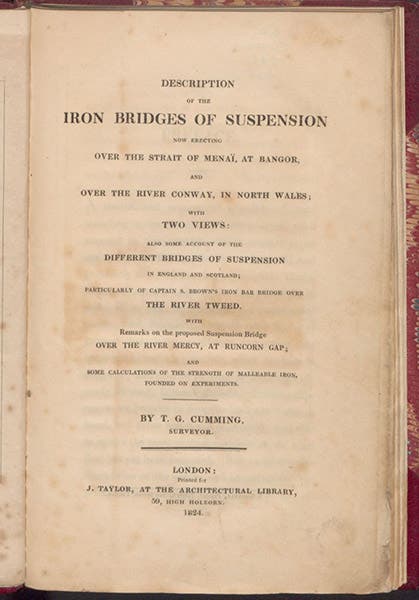 DESCRIPTION
OF THE
IRON BRIDGES OF SUSPENSION
NOW ERECTING
OVER THE STRAIT OF MENAÏ, AT BANGOR,
AND
OVER THE RIVER CONWAY, IN NORTH WALES;
WITH
TWO VIEWS:
ALSO SOME ACCOUNT OF THE
DIFFERENT BRIDGES OF SUSPENSION
IN ENGLAND AND SCOTLAND;
PARTICULARLY OF CAPTAIN S. BROWN'S IRON BAR BRIDGE OVER
THE RIVER TWEED.
WITH
Remarks on the proposed Suspension Bridge
OVER THE RIVER MERCY, AT RUNCORN GAP;
AND
SOME CALCULATIONS OF THE STRENGTH OF MALLEABLE IRON,
FOUNDED ON EXPERIMENTS.
BY T. G. CUMMING,
SURVEYOR.
LONDON:
Printed for
J. TAYLOR, AT THE ARCHITECTURAL LIBRARY,
59, HIGH HOLBORN.
1824.